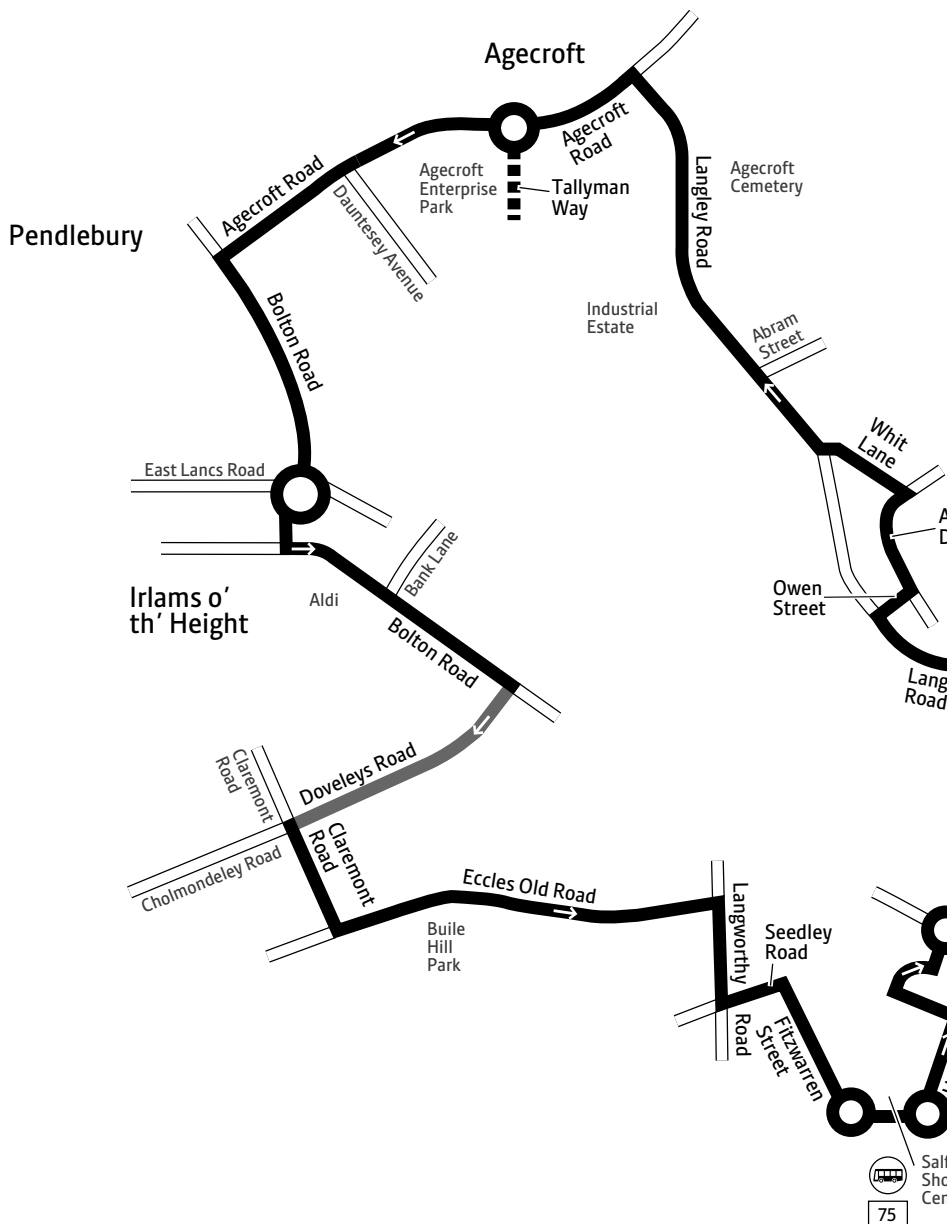 Agecroft
Agecroft
Road
Agecroft
Cemetery
Langley Road
Agecroft
Enterprise
Park
Tallyman
Way
Agecroft Road
Dauntesey Avenue
Pendlebury
Bolton Road
Industrial
Estate
Abram
Street
Whit
Lane
East Lancs Road
Bank Lane
Irlams o’
th’ Height
Aldi
Bolton Road
Owen
Street
Road
Claremont
Road
Doveleys Road
Claremont
Road
Cholmondeley Road
Eccles Old Road
Buile
Hill
Park
Langworthy
Road
Seedley
Road
Fitzwarren
Street
75